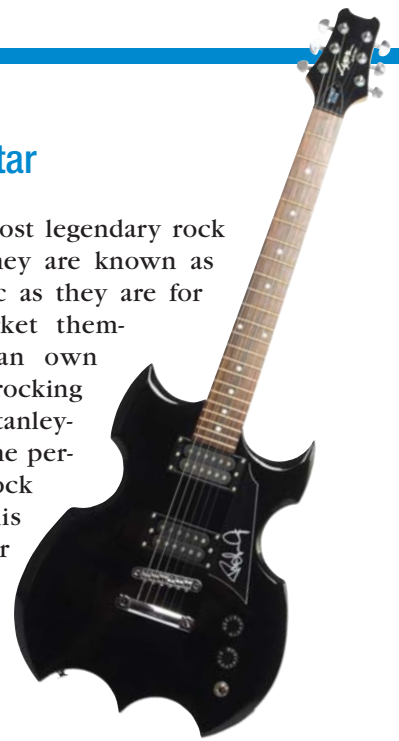 tar
ost legendary rock
hey are known as
c as they are for
ket them-
an own
rocking
tanley-
he per-
ock
his
r